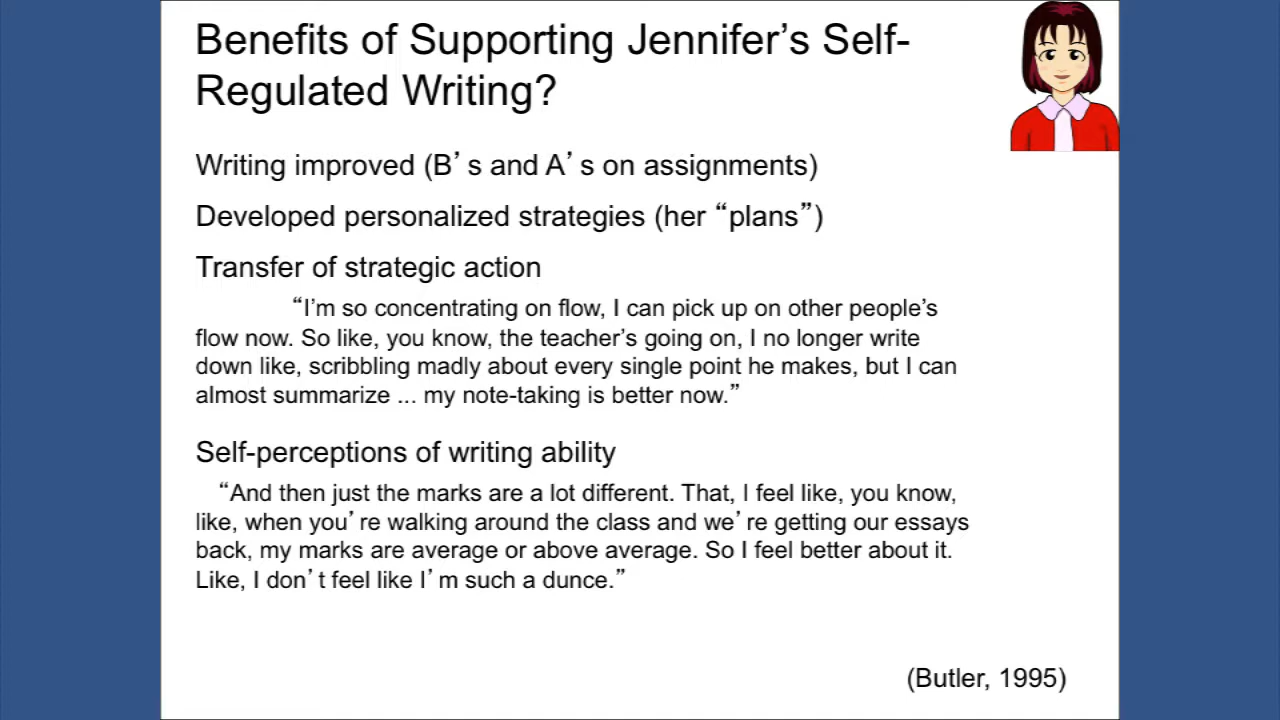 Benefits of Supporting Jennifer’s Self-
Regulated Writing?
Writing improved (B’s and A’s on assignments)
Developed personalized strategies (her “plans”)
Transfer of strategic action
“I’m so concentrating on flow, I can pick up on other people’s
flow now. So like, you know, the teacher’s going on, I no longer write
down like, scribbling madly about every single point he makes, but I can
almost summarize ... my note-taking is better now.”
Self-perceptions of writing ability
“And then just the marks are a lot different. That, I feel like, you know,
like, when you’re walking around the class and we’re getting our essays
back, my marks are average or above average. So I feel better about it.
Like, I don’t feel like I’m such a dunce.”
(Butler, 1995)